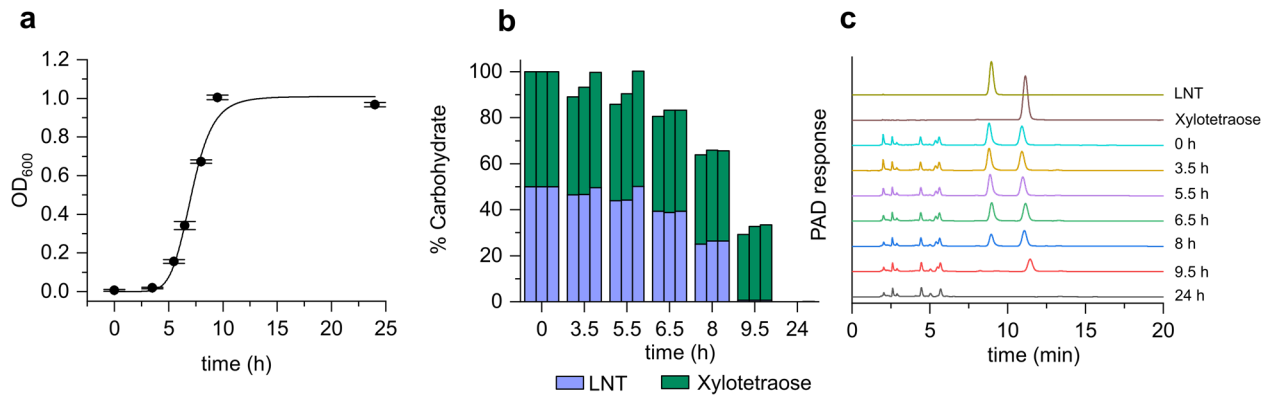 a
1.2
1.0
0.8
0.6
0.4
0.2
0.0
OD600
0 5 10 15 20 25
time (h)
b
100
80
60
40
20
0
% Carbohydrate
0 3.5 5.5 6.5 8 9.5 24
time (h)
LNT Xylotetraose
c
PAD response
LNT
Xylotetraose
0 h
3.5 h
5.5 h
6.5 h
8 h
9.5 h
24 h
0 5 10 15 20
time (min)